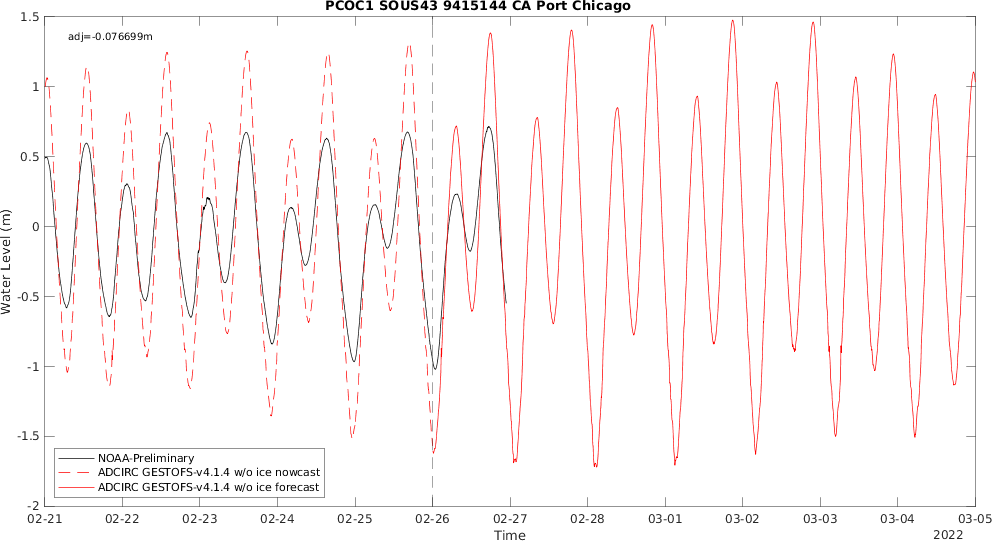 PCOC1 SOUS43 9415144 CA Port Chicago
adj=-0.076699m
1.5
1
0.5
0
-0.5
-1
-1.5
-2
Water Level (m)
NOAA-Preliminary
ADCIRC GESTOFS-v4.1.4 w/o ice nowcast
ADCIRC GESTOFS-v4.1.4 w/o ice forecast
02-21 02-22 02-23 02-24 02-25 02-26 02-27 02-28 03-01 03-02 03-03 03-04 03-05
Time
2022